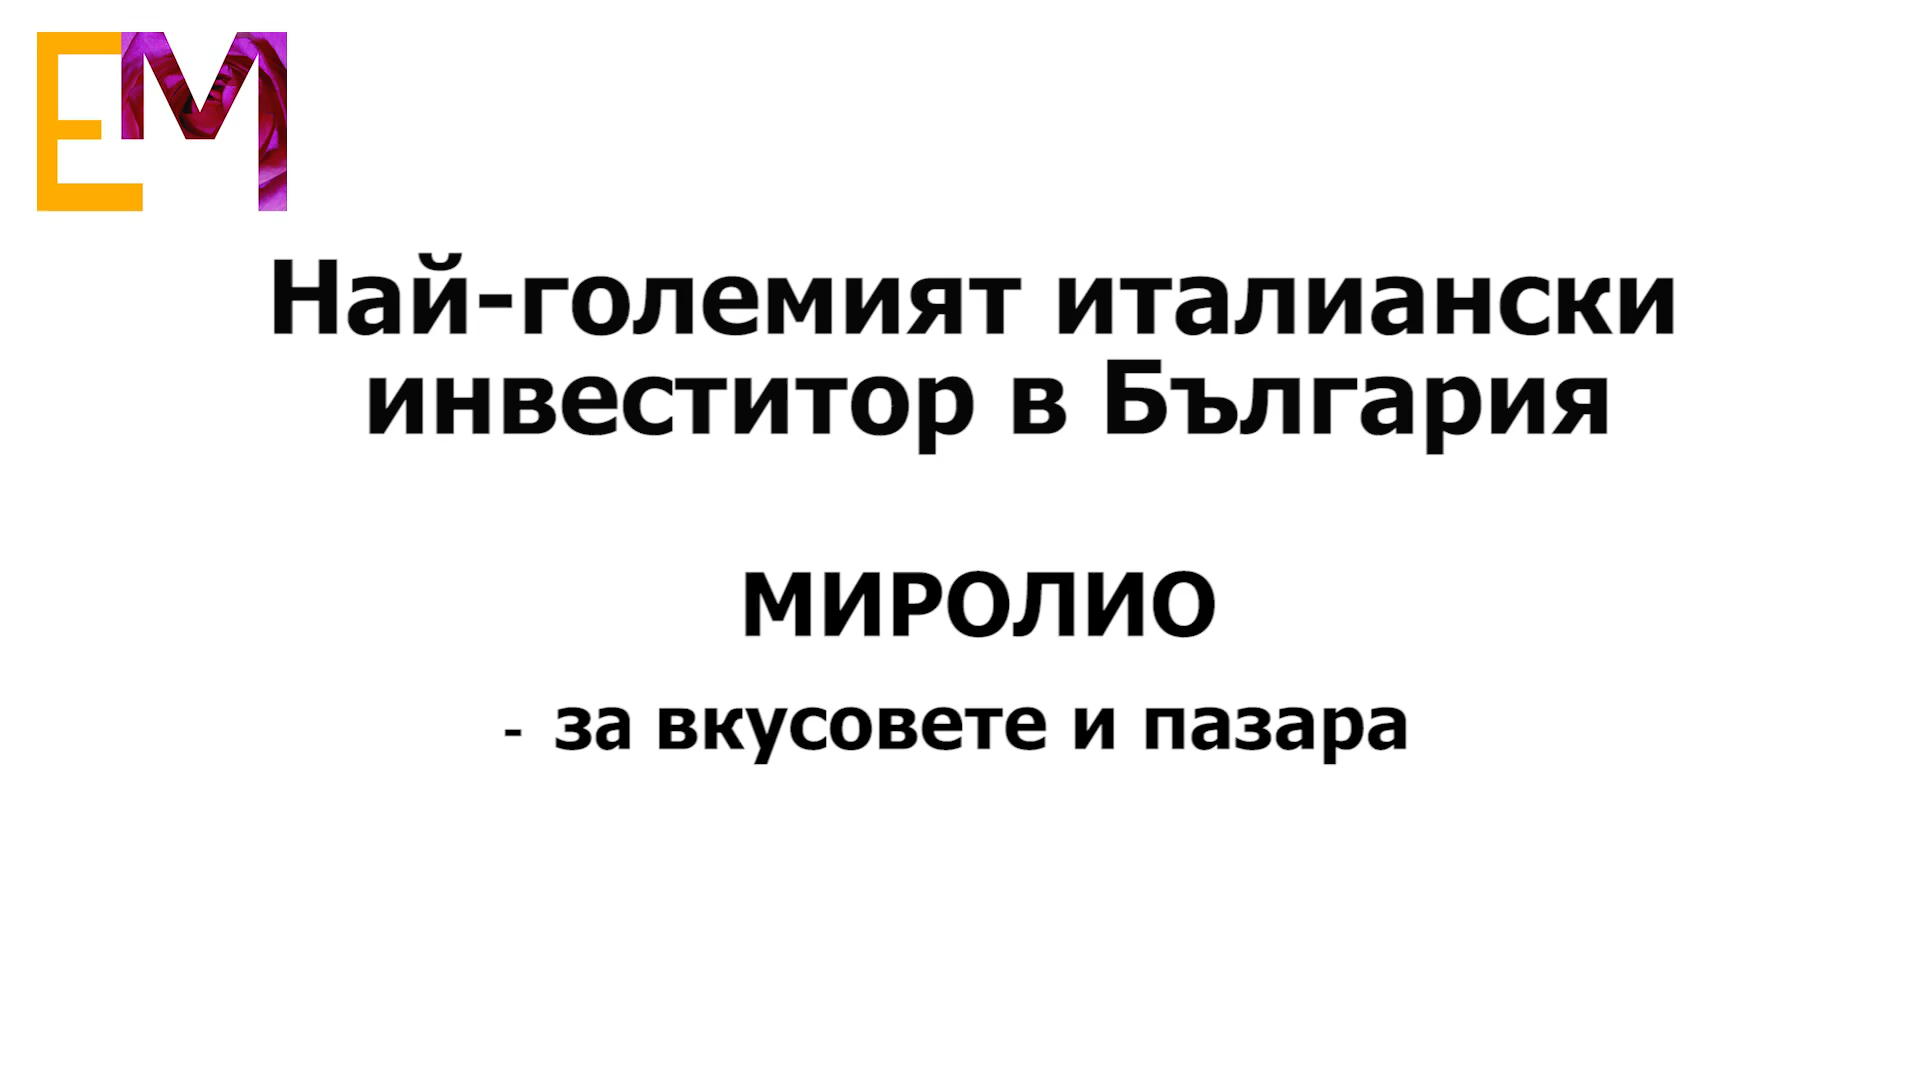 EM
Най-големият италиански
инвеститор в България
МИРОЛИО
- за вкусовете и пазара